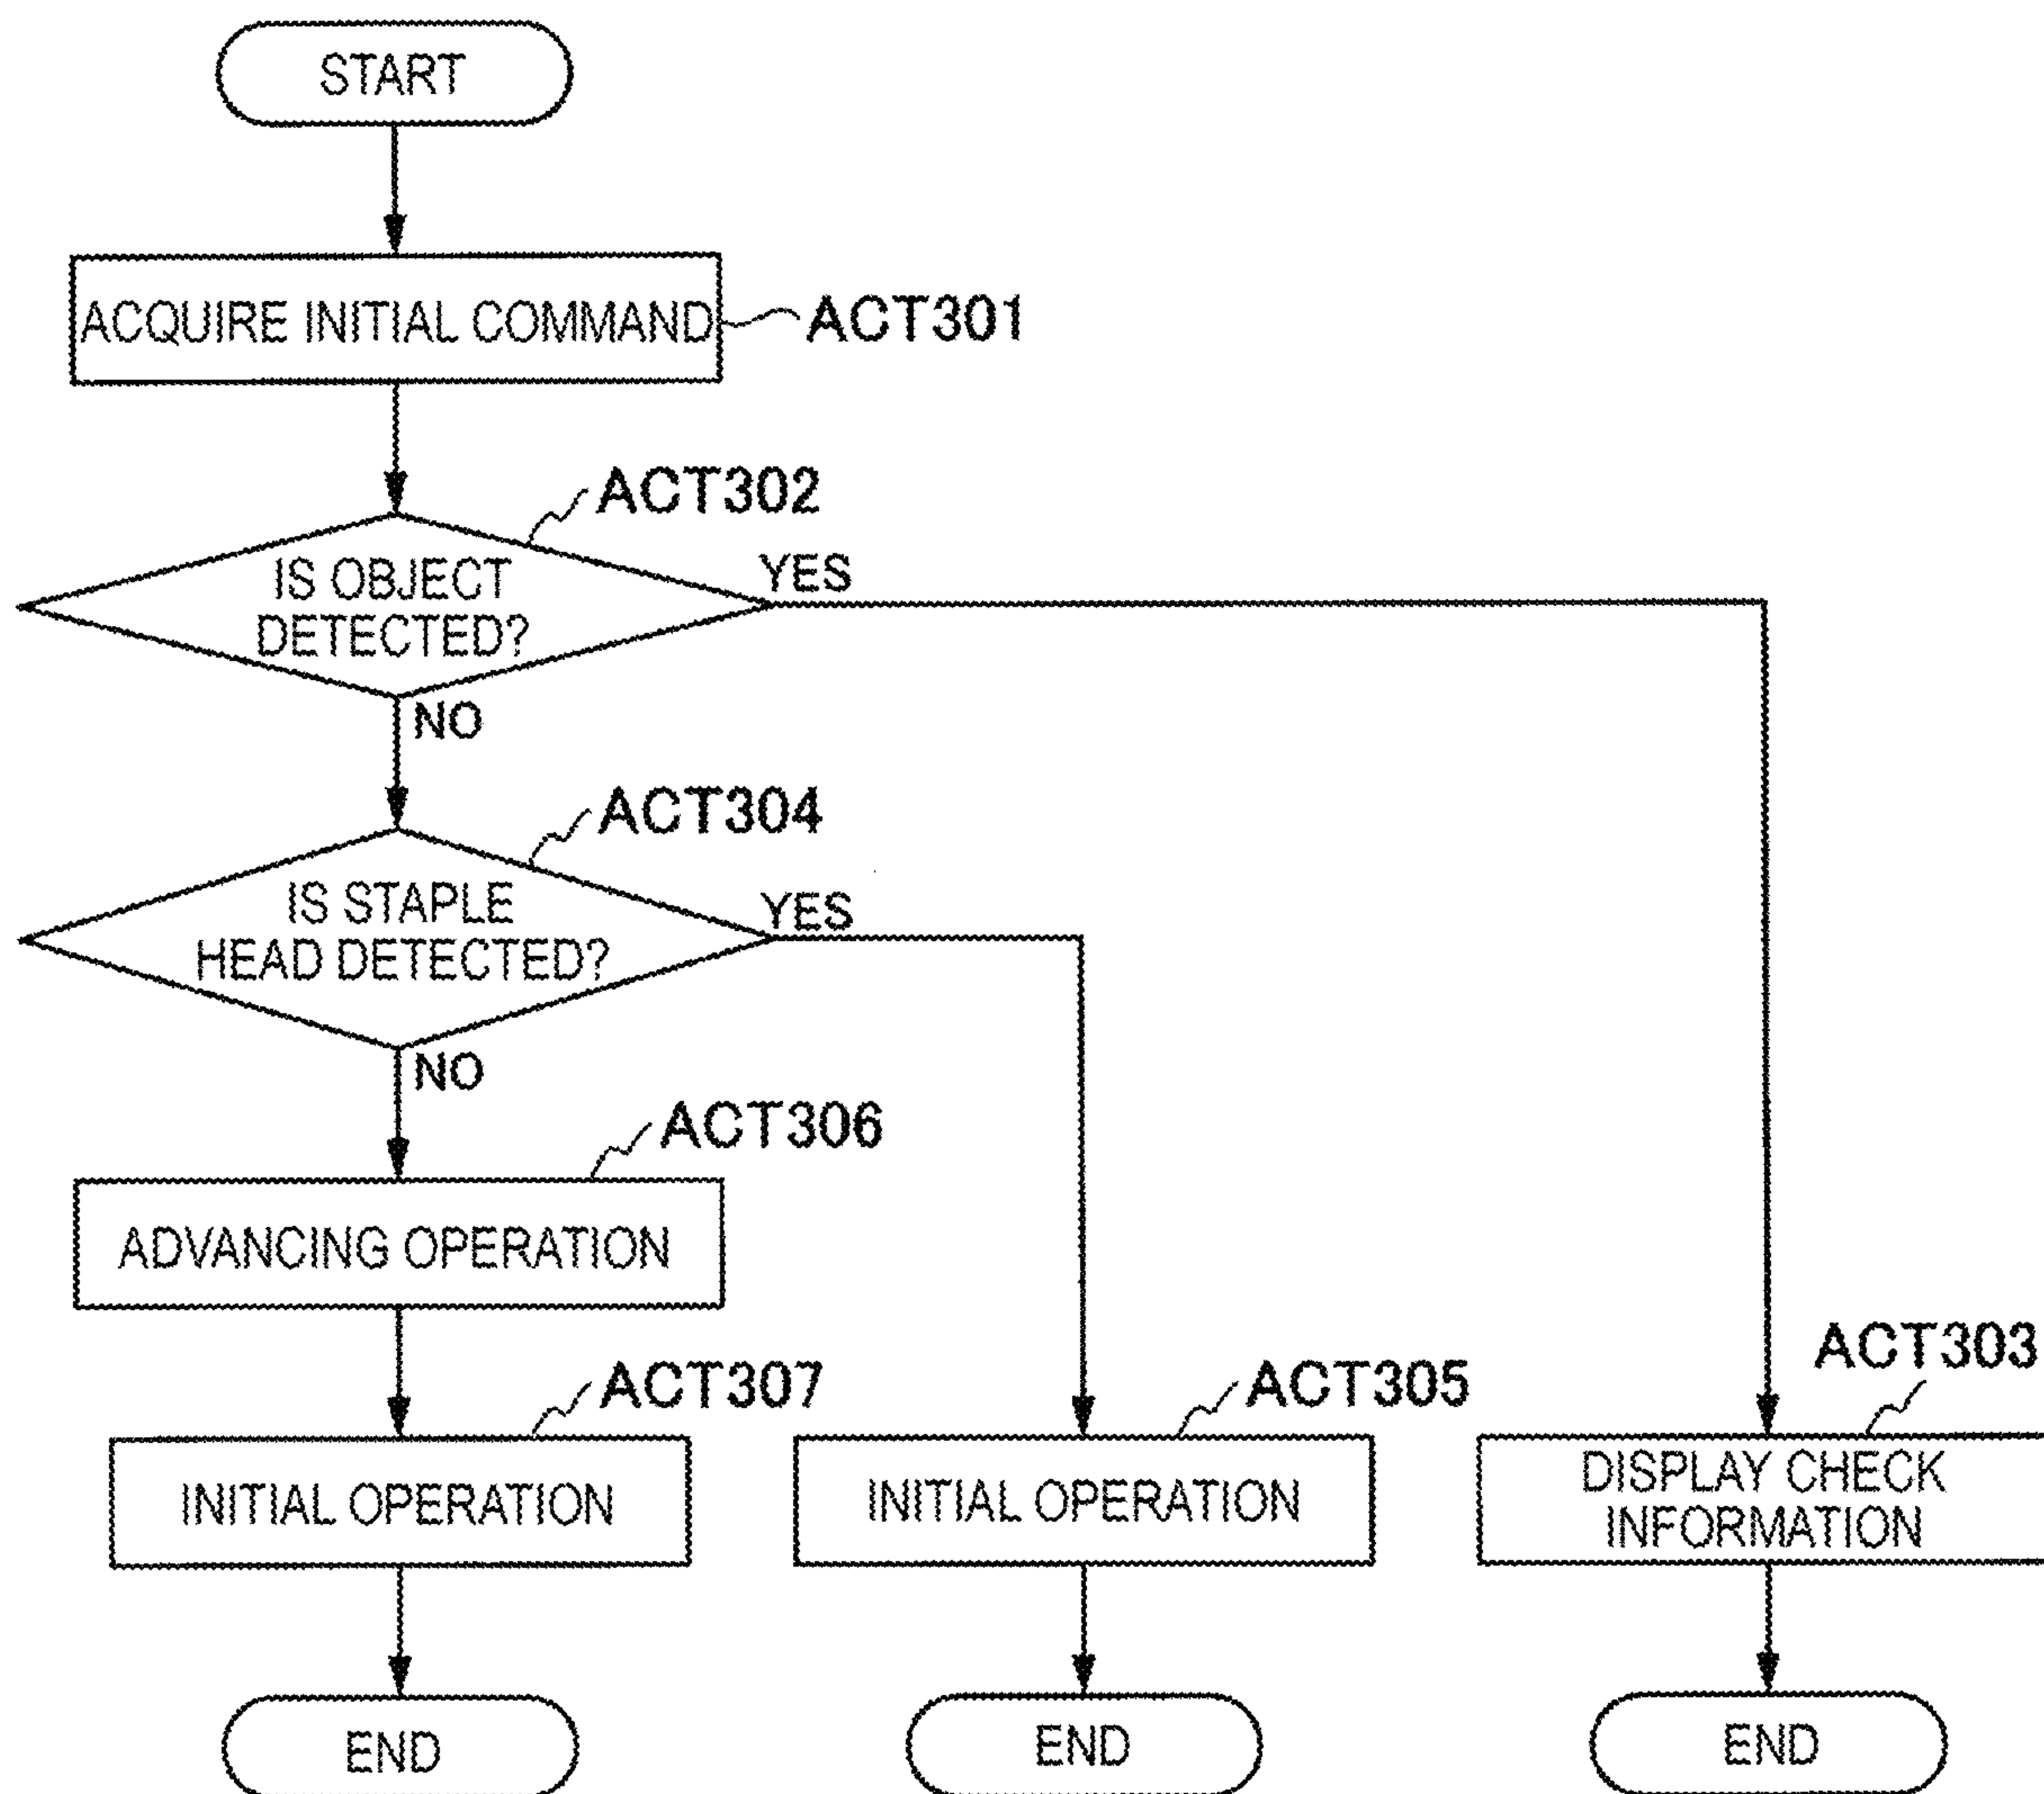 START
ACQUIRE INITIAL COMMAND
ACT301
ACT302
IS OBJECT
DETECTED?
YES
NO
ACT304
IS STAPLE
HEAD DETECTED?
YES
NO
ACT306
ADVANCING OPERATION
ACT307
INITIAL OPERATION
ACT305
INITIAL OPERATION
ACT303
DISPLAY CHECK
INFORMATION
END
END
END